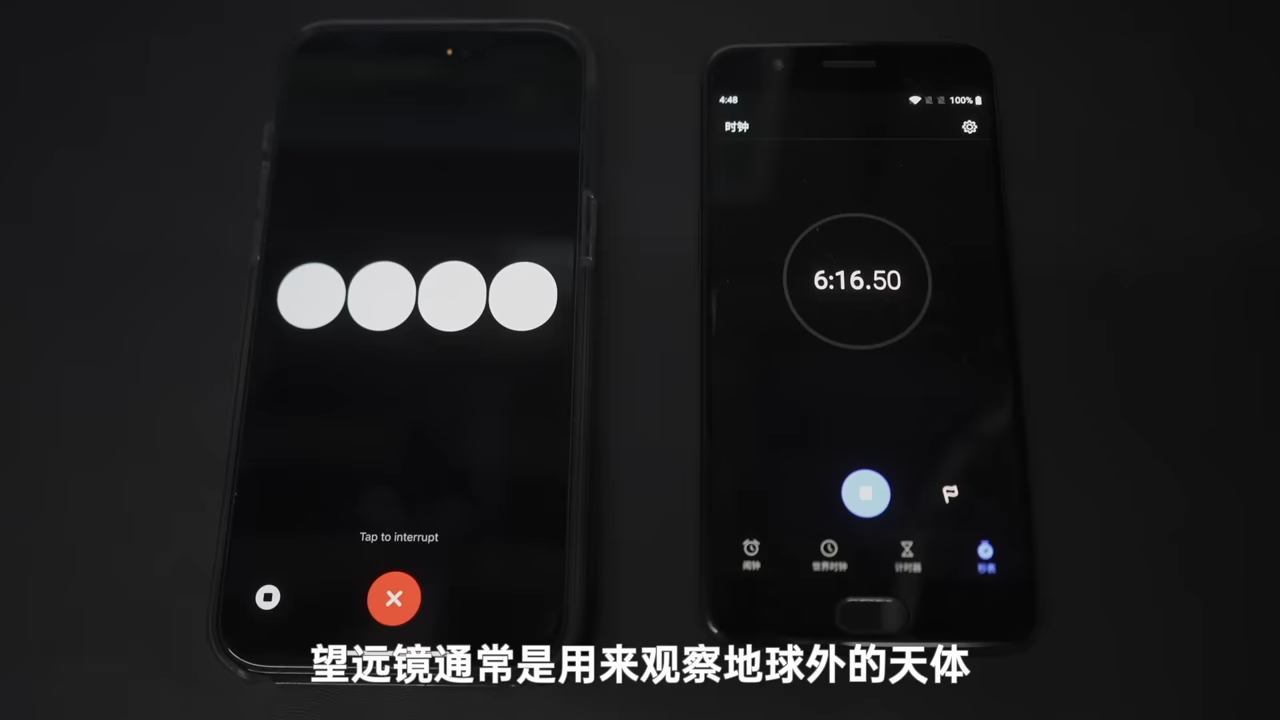 4:48
100%
时钟
6:16.50
Tap to interrupt
闹钟
世界时钟
计时器
秒表
望远镜通常是用来观察地球外的天体